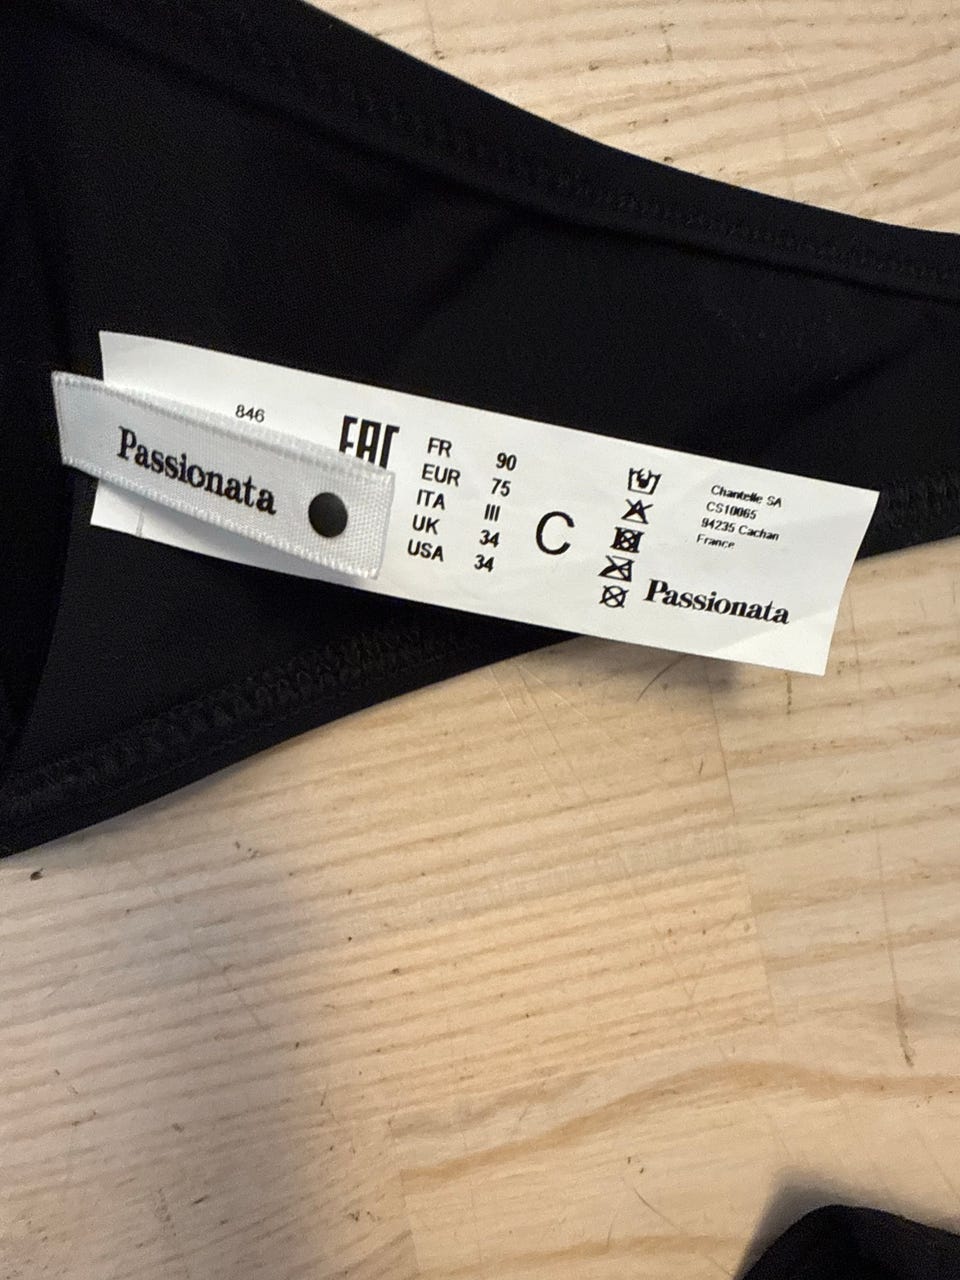 846
Passionata
EAC
FR 90
EUR 75
ITA III
UK 34
USA 34
C
Chantelle SA
CS10065
94235 Cachan
France
Passionata